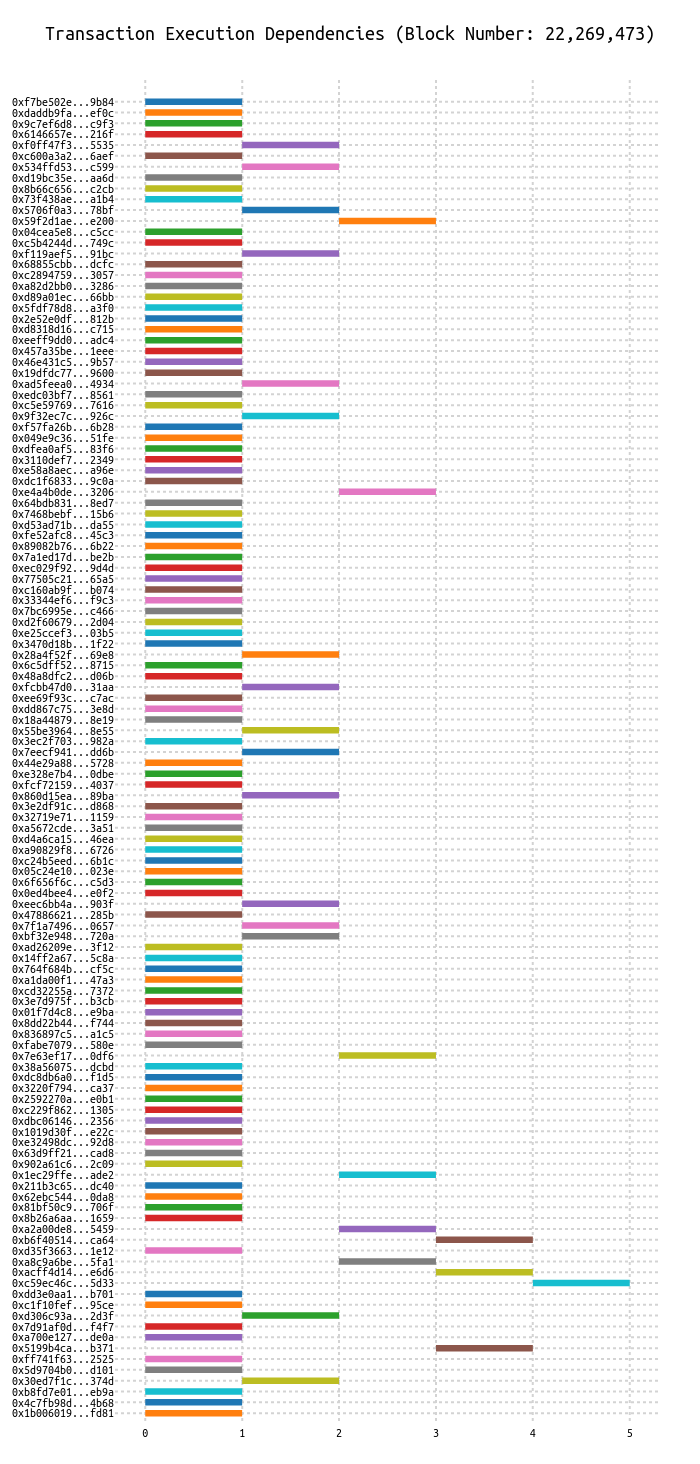 Transaction Execution Dependencies (Block Number: 22,269,473)
0xf7be502e...9b84
0xdaddb9fa...ef0c
0x9c7ef6d8...c9f3
0x6146657e...216f
0xf0ff47f3...5535
0xc600a3a2...6aef
0x534ffd53...c599
0xd19bc35e...aa6d
0x8b66c656...c2cb
0x73f438ae...a1b4
0x5706f0a3...78bf
0x59f2d1ae...e200
0x04cea5e8...c5cc
0xc5b4244d...749c
0xf119aef5...91bc
0x68855cbb...dcfc
0xc2894759...3057
0xa82d2bb0...3286
0xd89a01ec...66bb
0x5fdf78d8...a3f0
0x2e52e0df...812b
0xd8318d16...c715
0xeeff9dd0...adc4
0x457a35be...1eee
0x46e431c5...9b57
0x19dfdc77...9600
0xad5feea0...4934
0xedc03bf7...8561
0xc5e59769...7616
0x9f32ec7c...926c
0xf57fa26b...6b28
0x049e9c36...51fe
0xdfea0af5...83f6
0x3110def7...2349
0xe58a8aec...a96e
0xdc1f6833...9c0a
0xe4a4b0de...3206
0x64bdb831...8ed7
0x7468bebf...15b6
0xd53ad71b...da55
0xfe52afc8...45c3
0x89082b76...6b22
0x7a1ed17d...be2b
0xec029f92...9d4d
0x77505c21...65a5
0xc160ab9f...b074
0x33344ef6...f9c3
0x7bc6995e...c466
0xd2f60679...2d04
0xe25ccef3...03b5
0x3470d18b...1f22
0x28a4f52f...69e8
0x6c5dff52...8715
0x48a8dfc2...d06b
0xfcbb47d0...31aa
0xee69f93c...c7ac
0xdd867c75...3e8d
0x18a44879...8e19
0x55be3964...8e55
0x3ec2f703...982a
0x7eecf941...dd6b
0x44e29a88...5728
0xe328e7b4...0dbe
0xfcf72159...4037
0x860d15ea...89ba
0x3e2df91c...d868
0x32719e71...1159
0xa5672cde...3a51
0xd4a6ca15...46ea
0xa90829f8...6726
0xc24b5eed...6b1c
0x05c24e10...023e
0x6f656f6c...c5d3
0x0ed4bee4...e0f2
0xeec6bb4a...903f
0x47886621...285b
0x7f1a7496...0657
0xbf32e948...720a
0xad26209e...3f12
0x14ff2a67...5c8a
0x764f684b...cf5c
0xa1da00f1...47a3
0xcd32255a...7372
0x3e7d975f...b3cb
0x01f7d4c8...e9ba
0x8dd22b44...f744
0x836897c5...a1c5
0xfabe7079...580e
0x7e63ef17...0df6
0x38a56075...dcbd
0xdc8db6a0...f1d5
0x3220f794...ca37
0x2592270a...e0b1
0xc229f862...1305
0xdbc06146...2356
0x1019d30f...e22c
0xe32498dc...92d8
0x63d9ff21...cad8
0x902a61c6...2c09
0x1ec29ffe...ade2
0x211b3c65...dc40
0x62ebc544...0da8
0x81bf50c9...706f
0x8b26a6aa...1659
0xa2a00de8...5459
0xb6f40514...ca64
0xd35f3663...1e12
0xa8c9a6be...5fa1
0xacff4d14...e6d6
0xc59ec46c...5d33
0xdd3e0aa1...b701
0xc1f10fef...95ce
0xd306c93a...2d3f
0x7d91af0d...f4f7
0xa700e127...de0a
0x5199b4ca...b371
0xff741f63...2525
0x5d9704b0...d101
0x30ed7f1c...374d
0xb8fd7e01...eb9a
0x4c7fb98d...4b68
0x1b006019...fd81
0 1 2 3 4 5